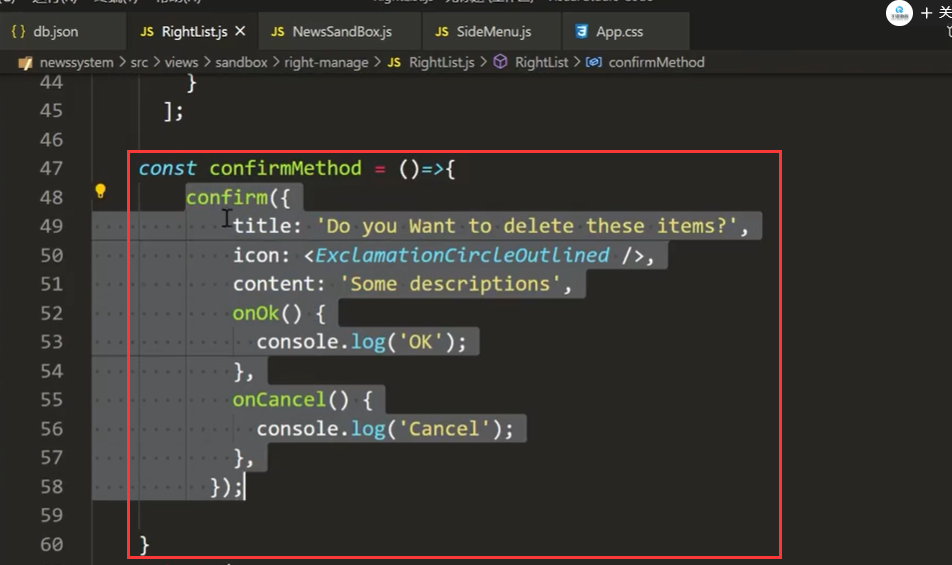 { } db.json JS RightList.js × JS NewsSandBox.js JS SideMenu.js App.css + 关
newssystem > src > views > sandbox > right-manage > JS RightList.js > RightList > confirmMethod
44 }
45 ];
46
47 const confirmMethod = ()=>{
48 confirm({
49 title: 'Do you Want to delete these items?',
50 icon: <ExclamationCircleOutlined />,
51 content: 'Some descriptions',
52 onOk() {
53 console.log('OK');
54 },
55 onCancel() {
56 console.log('Cancel');
57 },
58 });
59
60 }